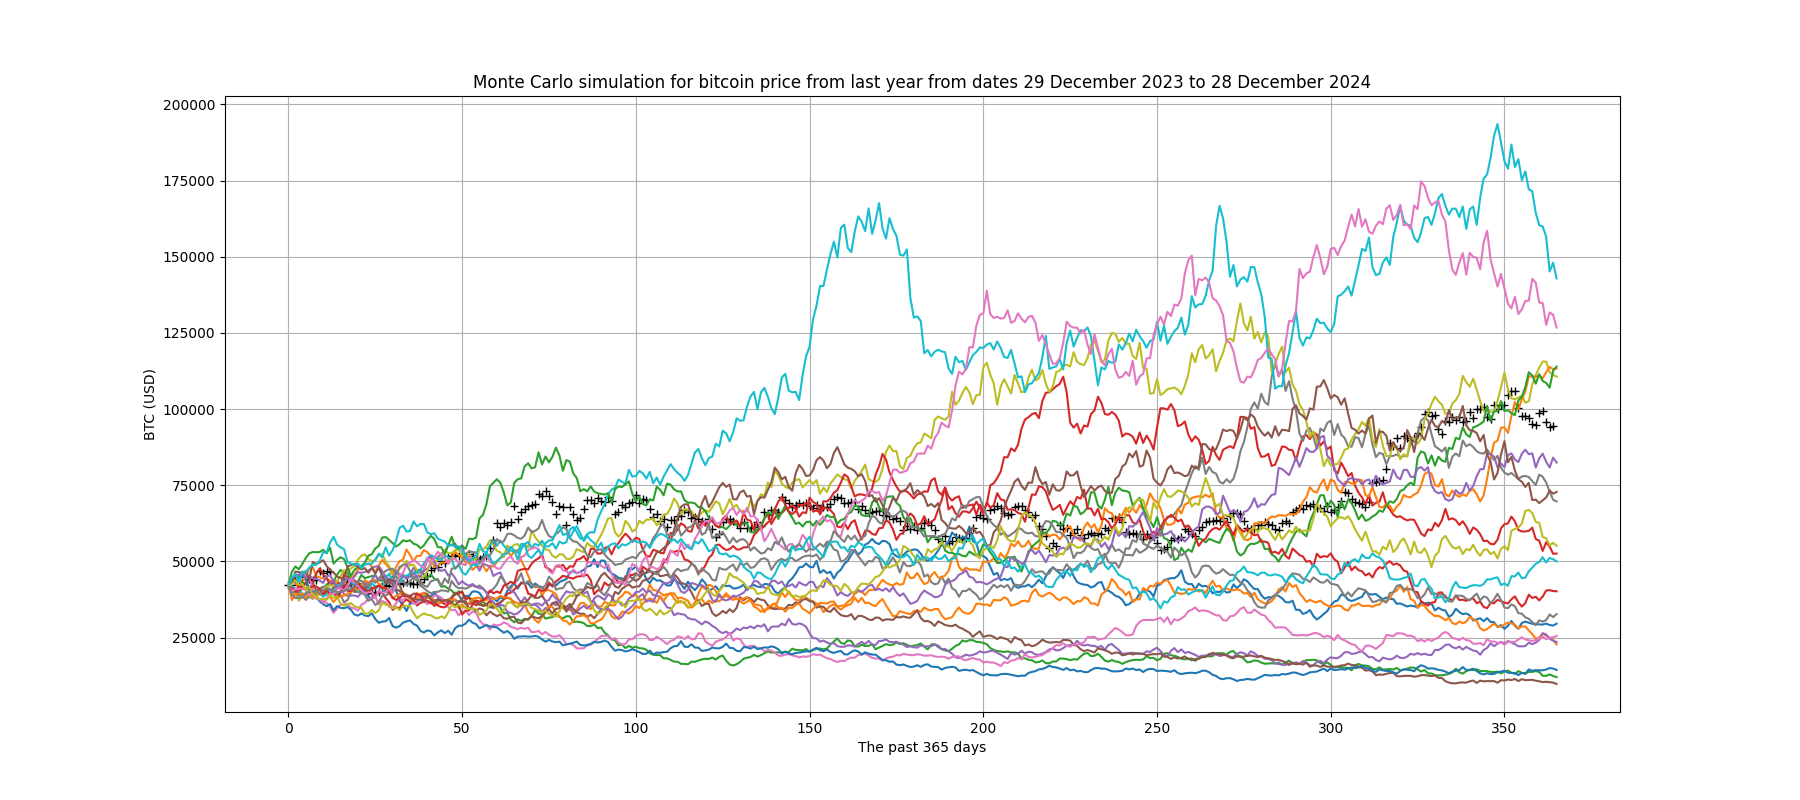 Monte Carlo simulation for bitcoin price from last year from dates 29 December 2023 to 28 December 2024
200000
175000
150000
125000
100000
75000
50000
25000
BTC (USD)
0 50 100 150 200 250 300 350
The past 365 days